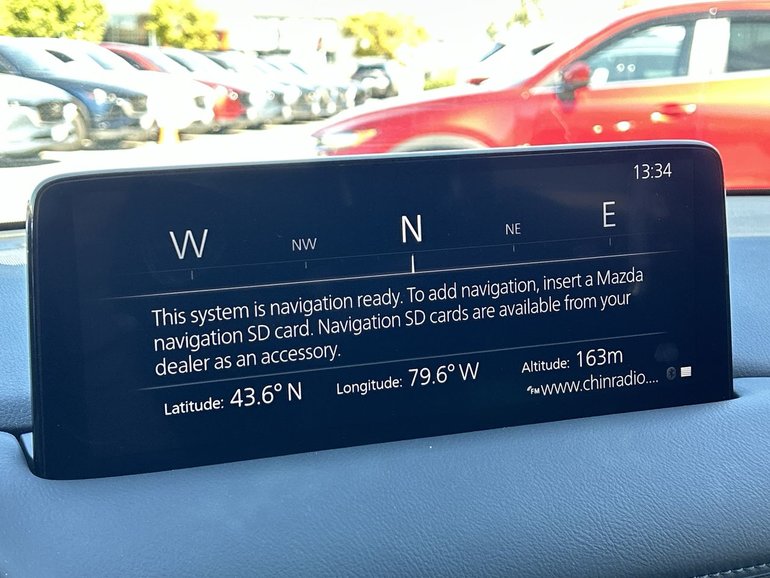 13:34
W NW N NE E
This system is navigation ready. To add navigation, insert a Mazda
navigation SD card. Navigation SD cards are available from your
dealer as an accessory.
Latitude: 43.6° N Longitude: 79.6° W Altitude: 163m
FM www.chinradio....